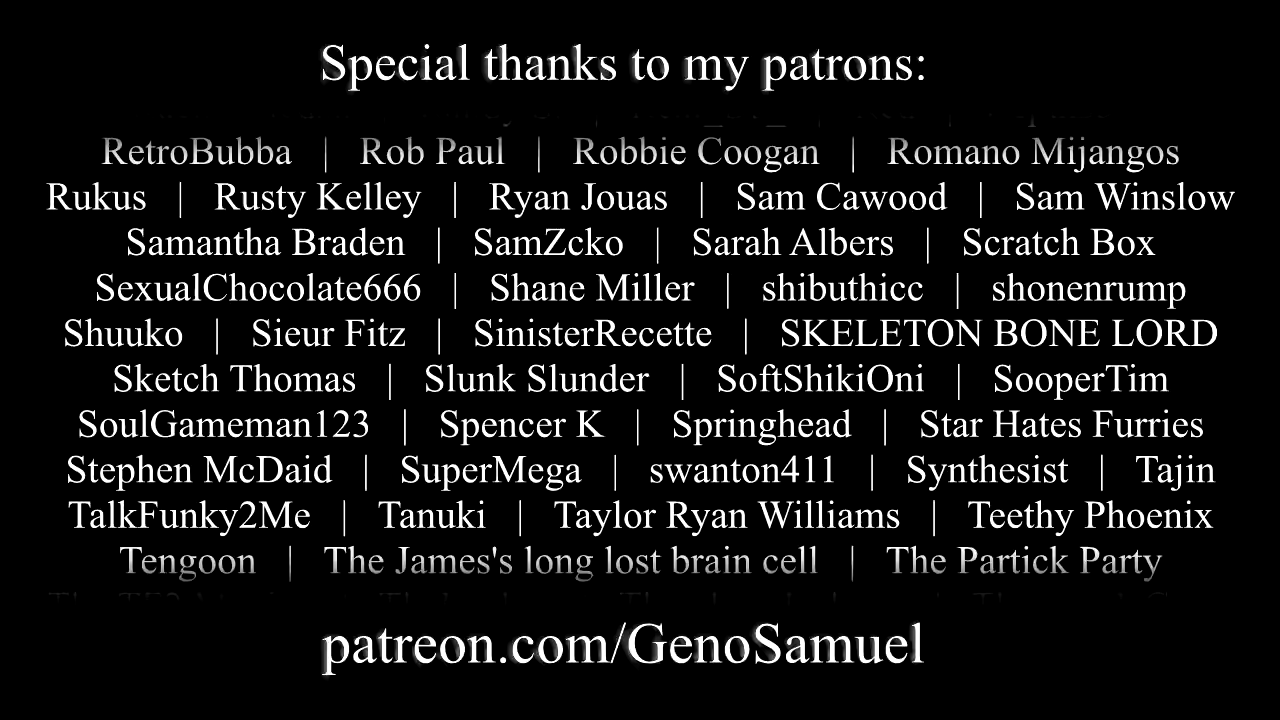 Special thanks to my patrons:
RetroBubba | Rob Paul | Robbie Coogan | Romano Mijangos
Rukus | Rusty Kelley | Ryan Jouas | Sam Cawood | Sam Winslow
Samantha Braden | SamZcko | Sarah Albers | Scratch Box
SexualChocolate666 | Shane Miller | shibuthicc | shonenrump
Shuuko | Sieur Fitz | SinisterRecette | SKELETON BONE LORD
Sketch Thomas | Slunk Slunder | SoftShikiOni | SooperTim
SoulGameman123 | Spencer K | Springhead | Star Hates Furries
Stephen McDaid | SuperMega | swanton411 | Synthesist | Tajin
TalkFunky2Me | Tanuki | Taylor Ryan Williams | Teethy Phoenix
Tengoon | The James's long lost brain cell | The Partick Party
patreon.com/GenoSamuel